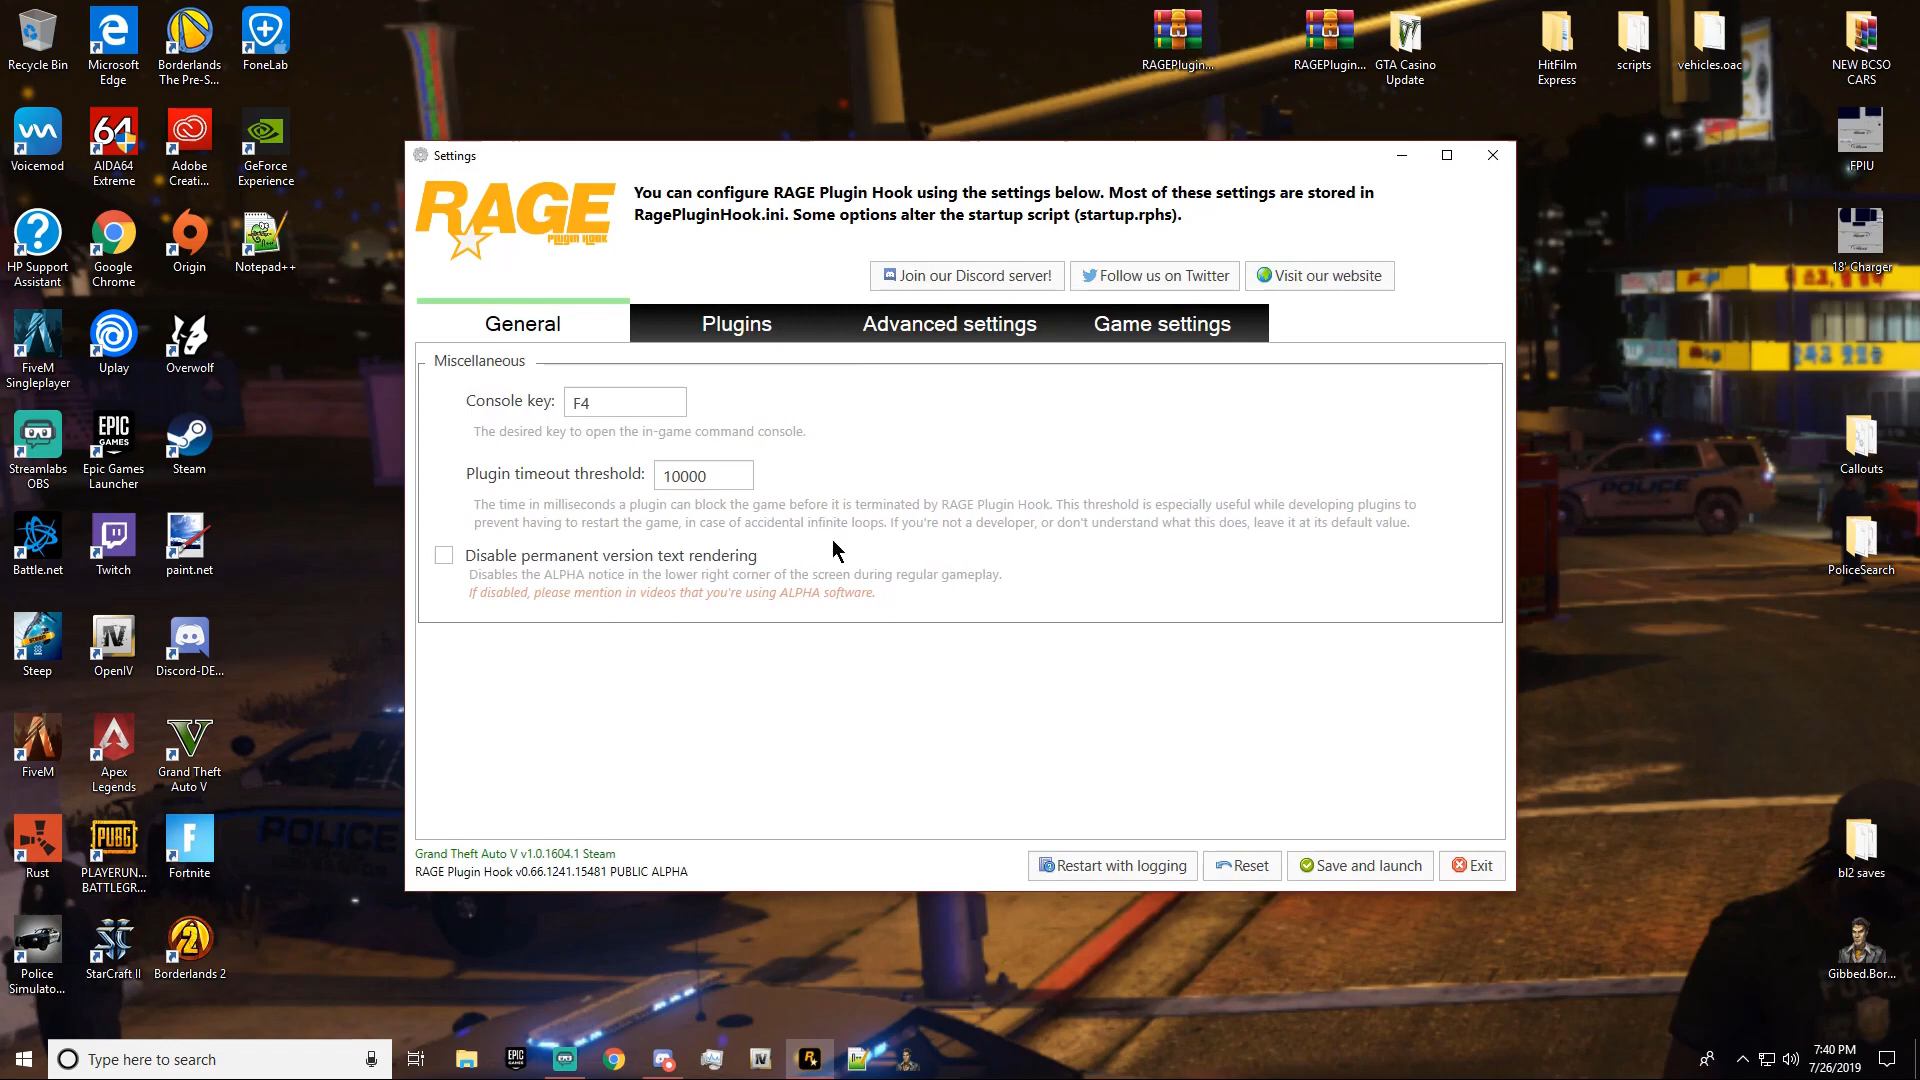 Recycle Bin
Microsoft
Edge
Borderlands
The Pre-S...
FoneLab
RAGEPlugin...
RAGEPlugin...
GTA Casino
Update
HitFilm
Express
scripts
vehicles.oac
NEW BCSO
CARS
Voicemod
AIDA64
Extreme
Adobe
Creati...
GeForce
Experience
FPIU
HP Support
Assistant
Google
Chrome
Origin
Notepad++
18' Charger
FiveM
Singleplayer
Uplay
Overwolf
Streamlabs
OBS
Epic Games
Launcher
Steam
Callouts
Battle.net
Twitch
paint.net
PoliceSearch
Steep
OpenIV
Discord-DE...
FiveM
Apex
Legends
Grand Theft
Auto V
Rust
PLAYERUN...
BATTLEGR...
Fortnite
bl2 saves
Police
Simulato...
StarCraft II
Borderlands 2
Gibbed.Bor...
Settings
RAGE
PLUGIN HOOK
You can configure RAGE Plugin Hook using the settings below. Most of these settings are stored in
RagePluginHook.ini. Some options alter the startup script (startup.rphs).
Join our Discord server!
Follow us on Twitter
Visit our website
General
Plugins
Advanced settings
Game settings
Miscellaneous
Console key: F4
The desired key to open the in-game command console.
Plugin timeout threshold: 10000
The time in milliseconds a plugin can block the game before it is terminated by RAGE Plugin Hook. This threshold is especially useful while developing plugins to
prevent having to restart the game, in case of accidental infinite loops. If you're not a developer, or don't understand what this does, leave it at its default value.
Disable permanent version text rendering
Disables the ALPHA notice in the lower right corner of the screen during regular gameplay.
If disabled, please mention in videos that you're using ALPHA software.
Grand Theft Auto V v1.0.1604.1 Steam
RAGE Plugin Hook v0.66.1241.15481 PUBLIC ALPHA
Restart with logging
Reset
Save and launch
Exit
POLICE
POLICE
Type here to search
7:40 PM
7/26/2019